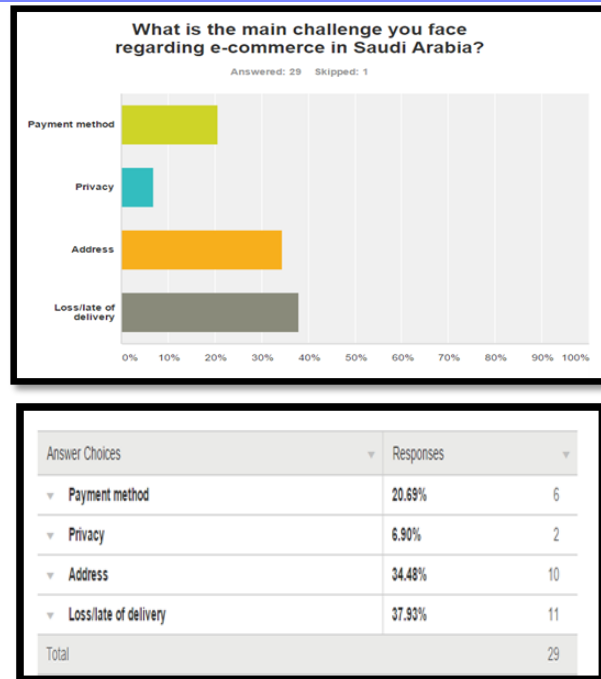 What is the main challenge you face
regarding e-commerce in Saudi Arabia?
Answered: 29 Skipped: 1
Payment method
Privacy
Address
Loss/late of
delivery
0% 10% 20% 30% 40% 50% 60% 70% 80% 90% 100%
Answer Choices Responses
Payment method 20.69% 6
Privacy 6.90% 2
Address 34.48% 10
Loss/late of delivery 37.93% 11
Total 29